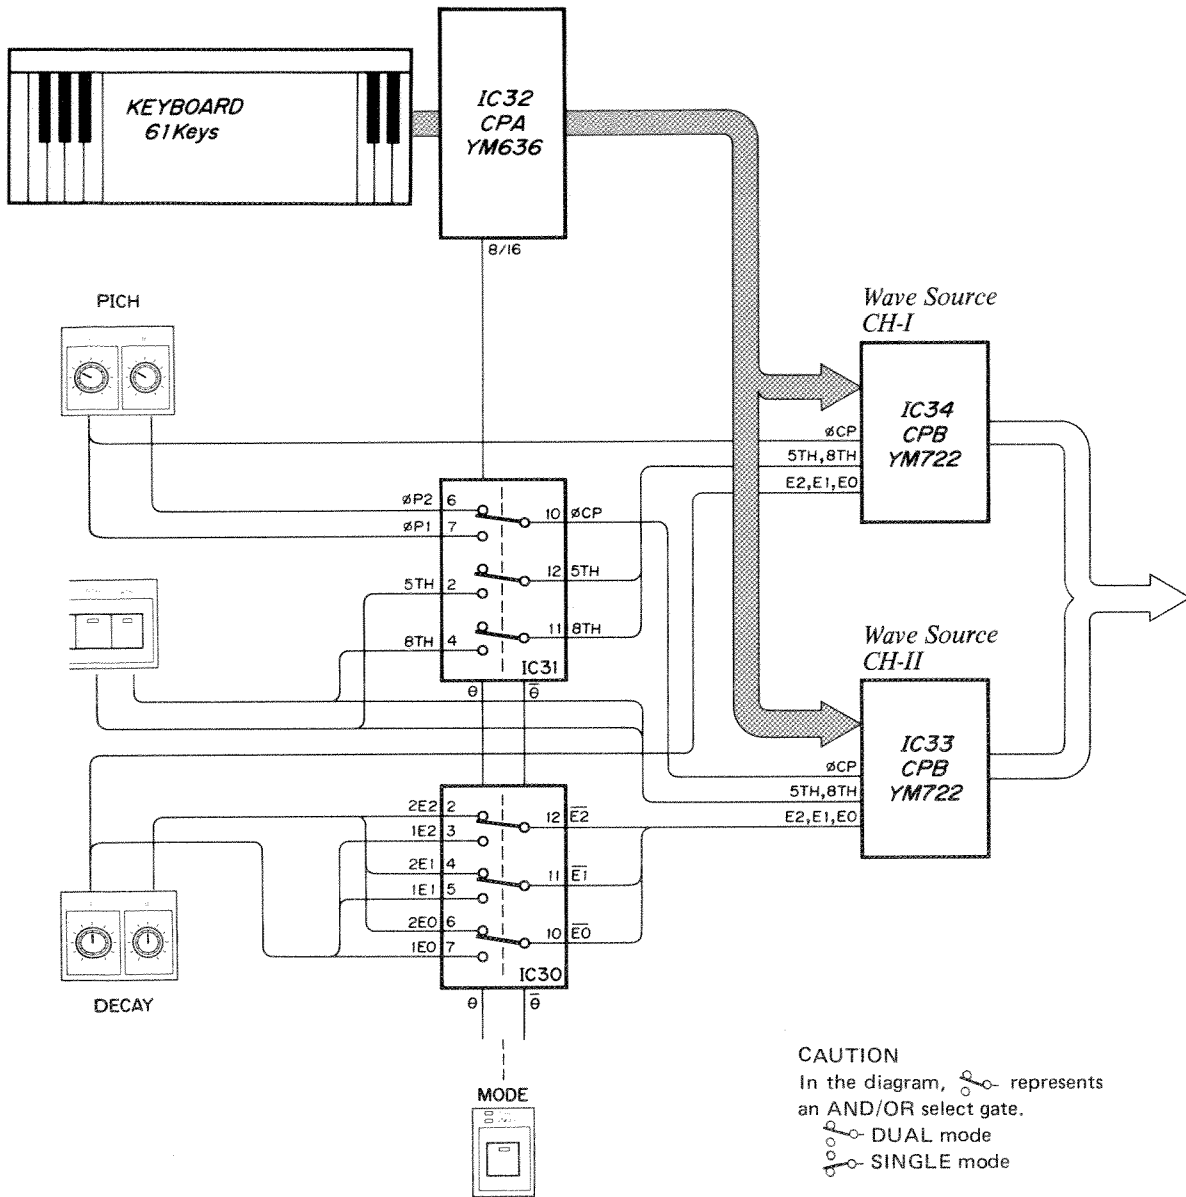 KEYBOARD
61Keys
IC32
CPA
YM636
8/16
PICH
Wave Source
CH-I
IC34
CPB
YM722
øCP
5TH,8TH
E2,E1,E0
øP2 6
øP1 7
10 øCP
5TH 2
12 5TH
8TH 4
11 8TH
IC31
θ
θ̅
Wave Source
CH-II
IC33
CPB
YM722
øCP
5TH,8TH
E2,E1,E0
2E2 2
1E2 3
12 E̅2̅
2E1 4
1E1 5
11 E̅1̅
2E0 6
1E0 7
10 E̅0̅
IC30
θ
θ̅
DECAY
MODE
CAUTION
In the diagram, represents
an AND/OR select gate.
DUAL mode
SINGLE mode